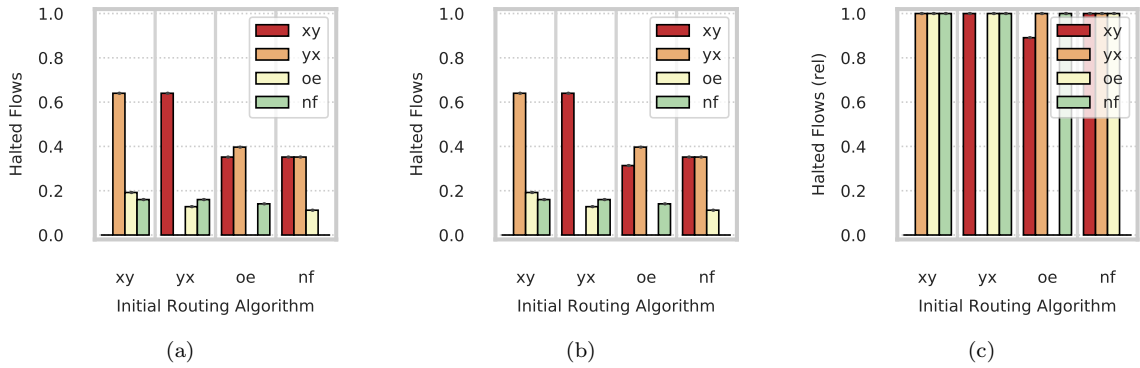 1.0
0.8
0.6
0.4
0.2
0.0
Halted Flows
xy
yx
oe
nf
xy yx oe nf
Initial Routing Algorithm
(a)
1.0
0.8
0.6
0.4
0.2
0.0
Halted Flows
xy
yx
oe
nf
xy yx oe nf
Initial Routing Algorithm
(b)
1.0
0.8
0.6
0.4
0.2
0.0
Halted Flows (rel)
xy
yx
oe
nf
xy yx oe nf
Initial Routing Algorithm
(c)